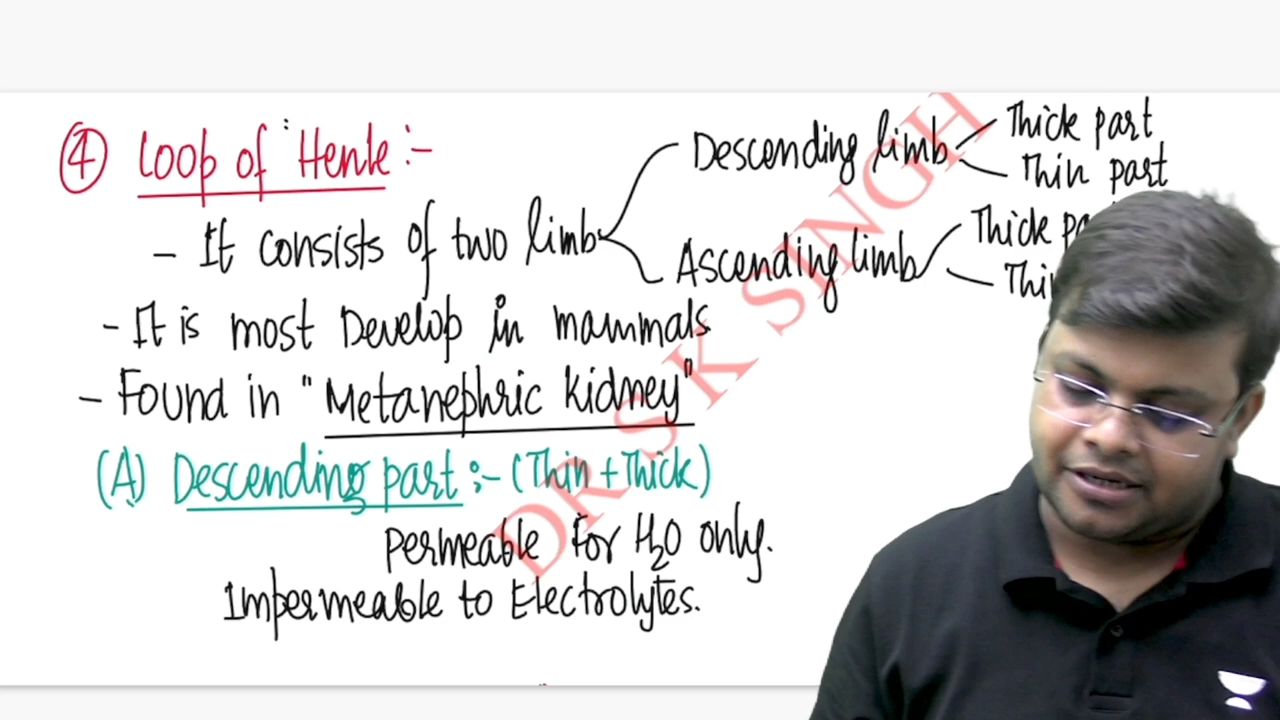 ④ Loop of Henle :-
- It consists of two limb
Descending limb
Thick part
Thin part
Ascending limb
Thick
- It is most Develop in mammals
- Found in "Metanephric kidney"
(A) Descending part :- (Thin + Thick)
Permeable for H₂O only.
Impermeable to Electrolytes.
DR S K SINGH